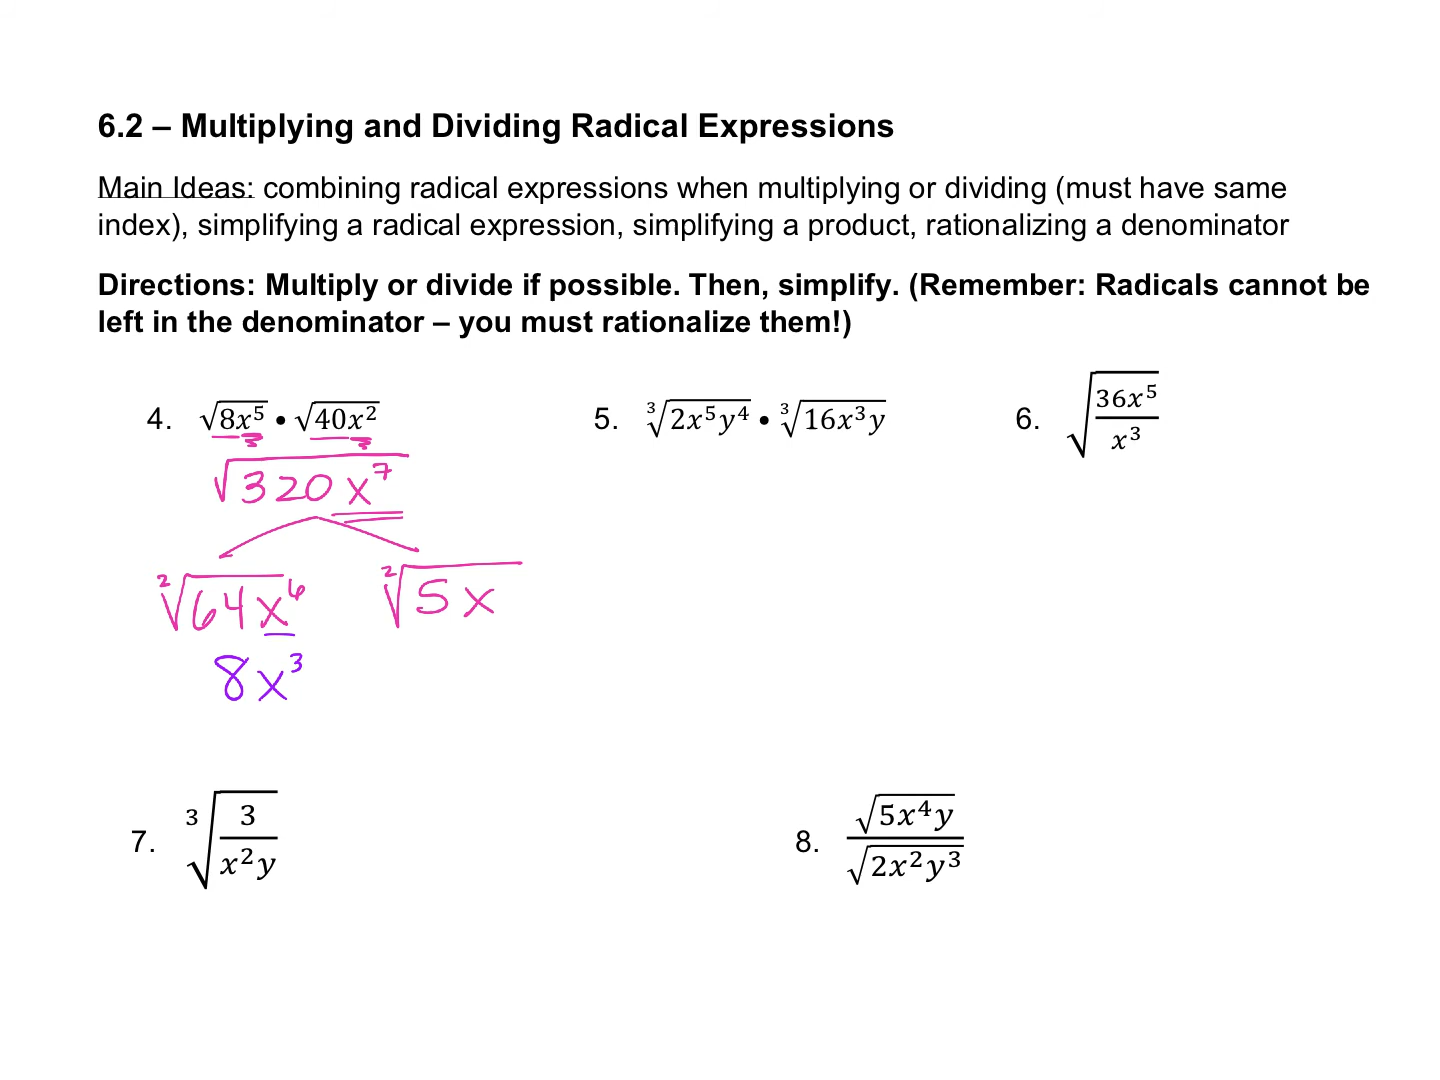 6.2 – Multiplying and Dividing Radical Expressions
Main Ideas: combining radical expressions when multiplying or dividing (must have same
index), simplifying a radical expression, simplifying a product, rationalizing a denominator
Directions: Multiply or divide if possible. Then, simplify. (Remember: Radicals cannot be
left in the denominator – you must rationalize them!)
4. √(8x⁵) • √(40x²)
5. ∛(2x⁵y⁴) • ∛(16x³y)
6. √(36x⁵/x³)
√(320x⁷)
²√(64x⁶) ²√(5x)
8x³
7. ∛(3/(x²y))
8. √(5x⁴y)/√(2x²y³)